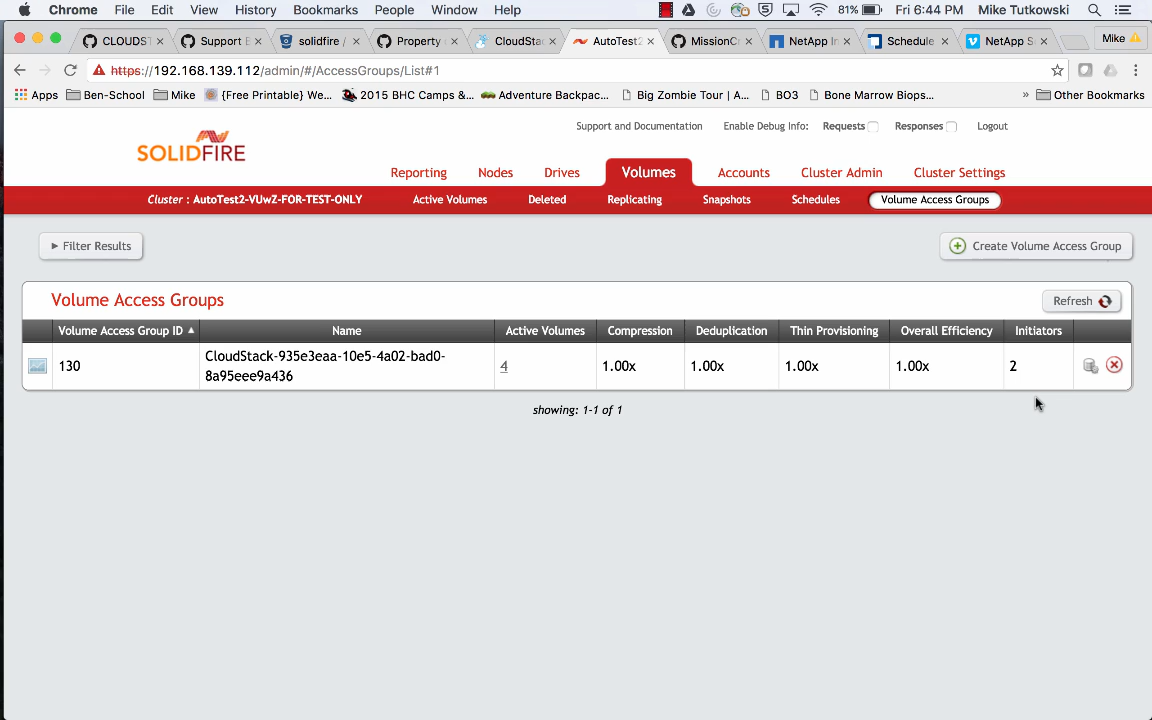 Chrome File Edit View History Bookmarks People Window Help 81% Fri 6:44 PM Mike Tutkowski
CLOUDST Support E solidfire / Property CloudStac AutoTest2 MissionCr NetApp In Schedule NetApp S Mike
https://192.168.139.112/admin/#/AccessGroups/List#1
Apps Ben-School Mike {Free Printable} We... 2015 BHC Camps &... Adventure Backpac... Big Zombie Tour | A... BO3 Bone Marrow Biops... » Other Bookmarks
Support and Documentation Enable Debug Info: Requests Responses Logout
SOLIDFIRE
Reporting Nodes Drives Volumes Accounts Cluster Admin Cluster Settings
Cluster : AutoTest2-VUwZ-FOR-TEST-ONLY Active Volumes Deleted Replicating Snapshots Schedules Volume Access Groups
Filter Results Create Volume Access Group
Volume Access Groups Refresh
Volume Access Group ID Name Active Volumes Compression Deduplication Thin Provisioning Overall Efficiency Initiators
130 CloudStack-935e3eaa-10e5-4a02-bad0- 4 1.00x 1.00x 1.00x 1.00x 2
8a95eee9a436
showing: 1-1 of 1